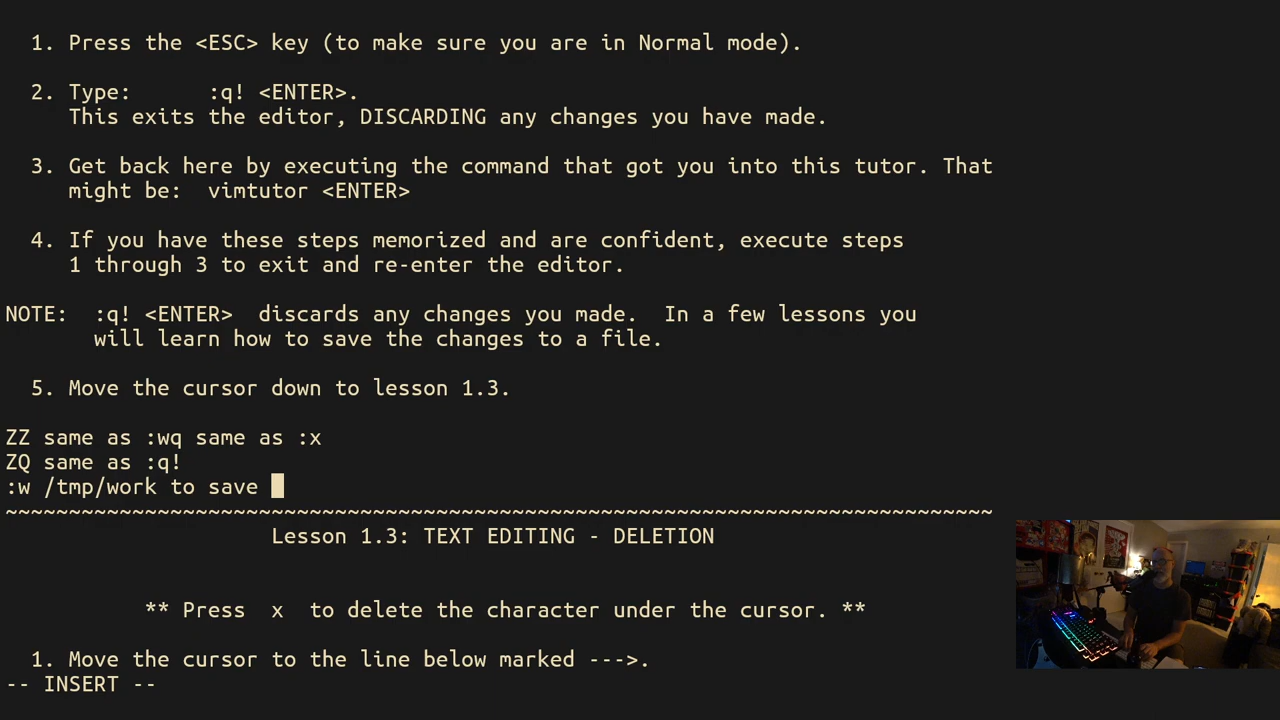 1. Press the <ESC> key (to make sure you are in Normal mode).
2. Type:      :q! <ENTER>.
This exits the editor, DISCARDING any changes you have made.
3. Get back here by executing the command that got you into this tutor. That
might be:  vimtutor <ENTER>
4. If you have these steps memorized and are confident, execute steps
1 through 3 to exit and re-enter the editor.
NOTE:  :q! <ENTER>  discards any changes you made.  In a few lessons you
will learn how to save the changes to a file.
5. Move the cursor down to lesson 1.3.
ZZ same as :wq same as :x
ZQ same as :q!
:w /tmp/work to save
~~~~~~~~~~~~~~~~~~~~~~~~~~~~~~~~~~~~~~~~~~~~~~~~~~~~~~~~~~~~~~~~~~~~~~~~~~~~~~
Lesson 1.3: TEXT EDITING - DELETION
** Press  x  to delete the character under the cursor. **
1. Move the cursor to the line below marked --->.
-- INSERT --